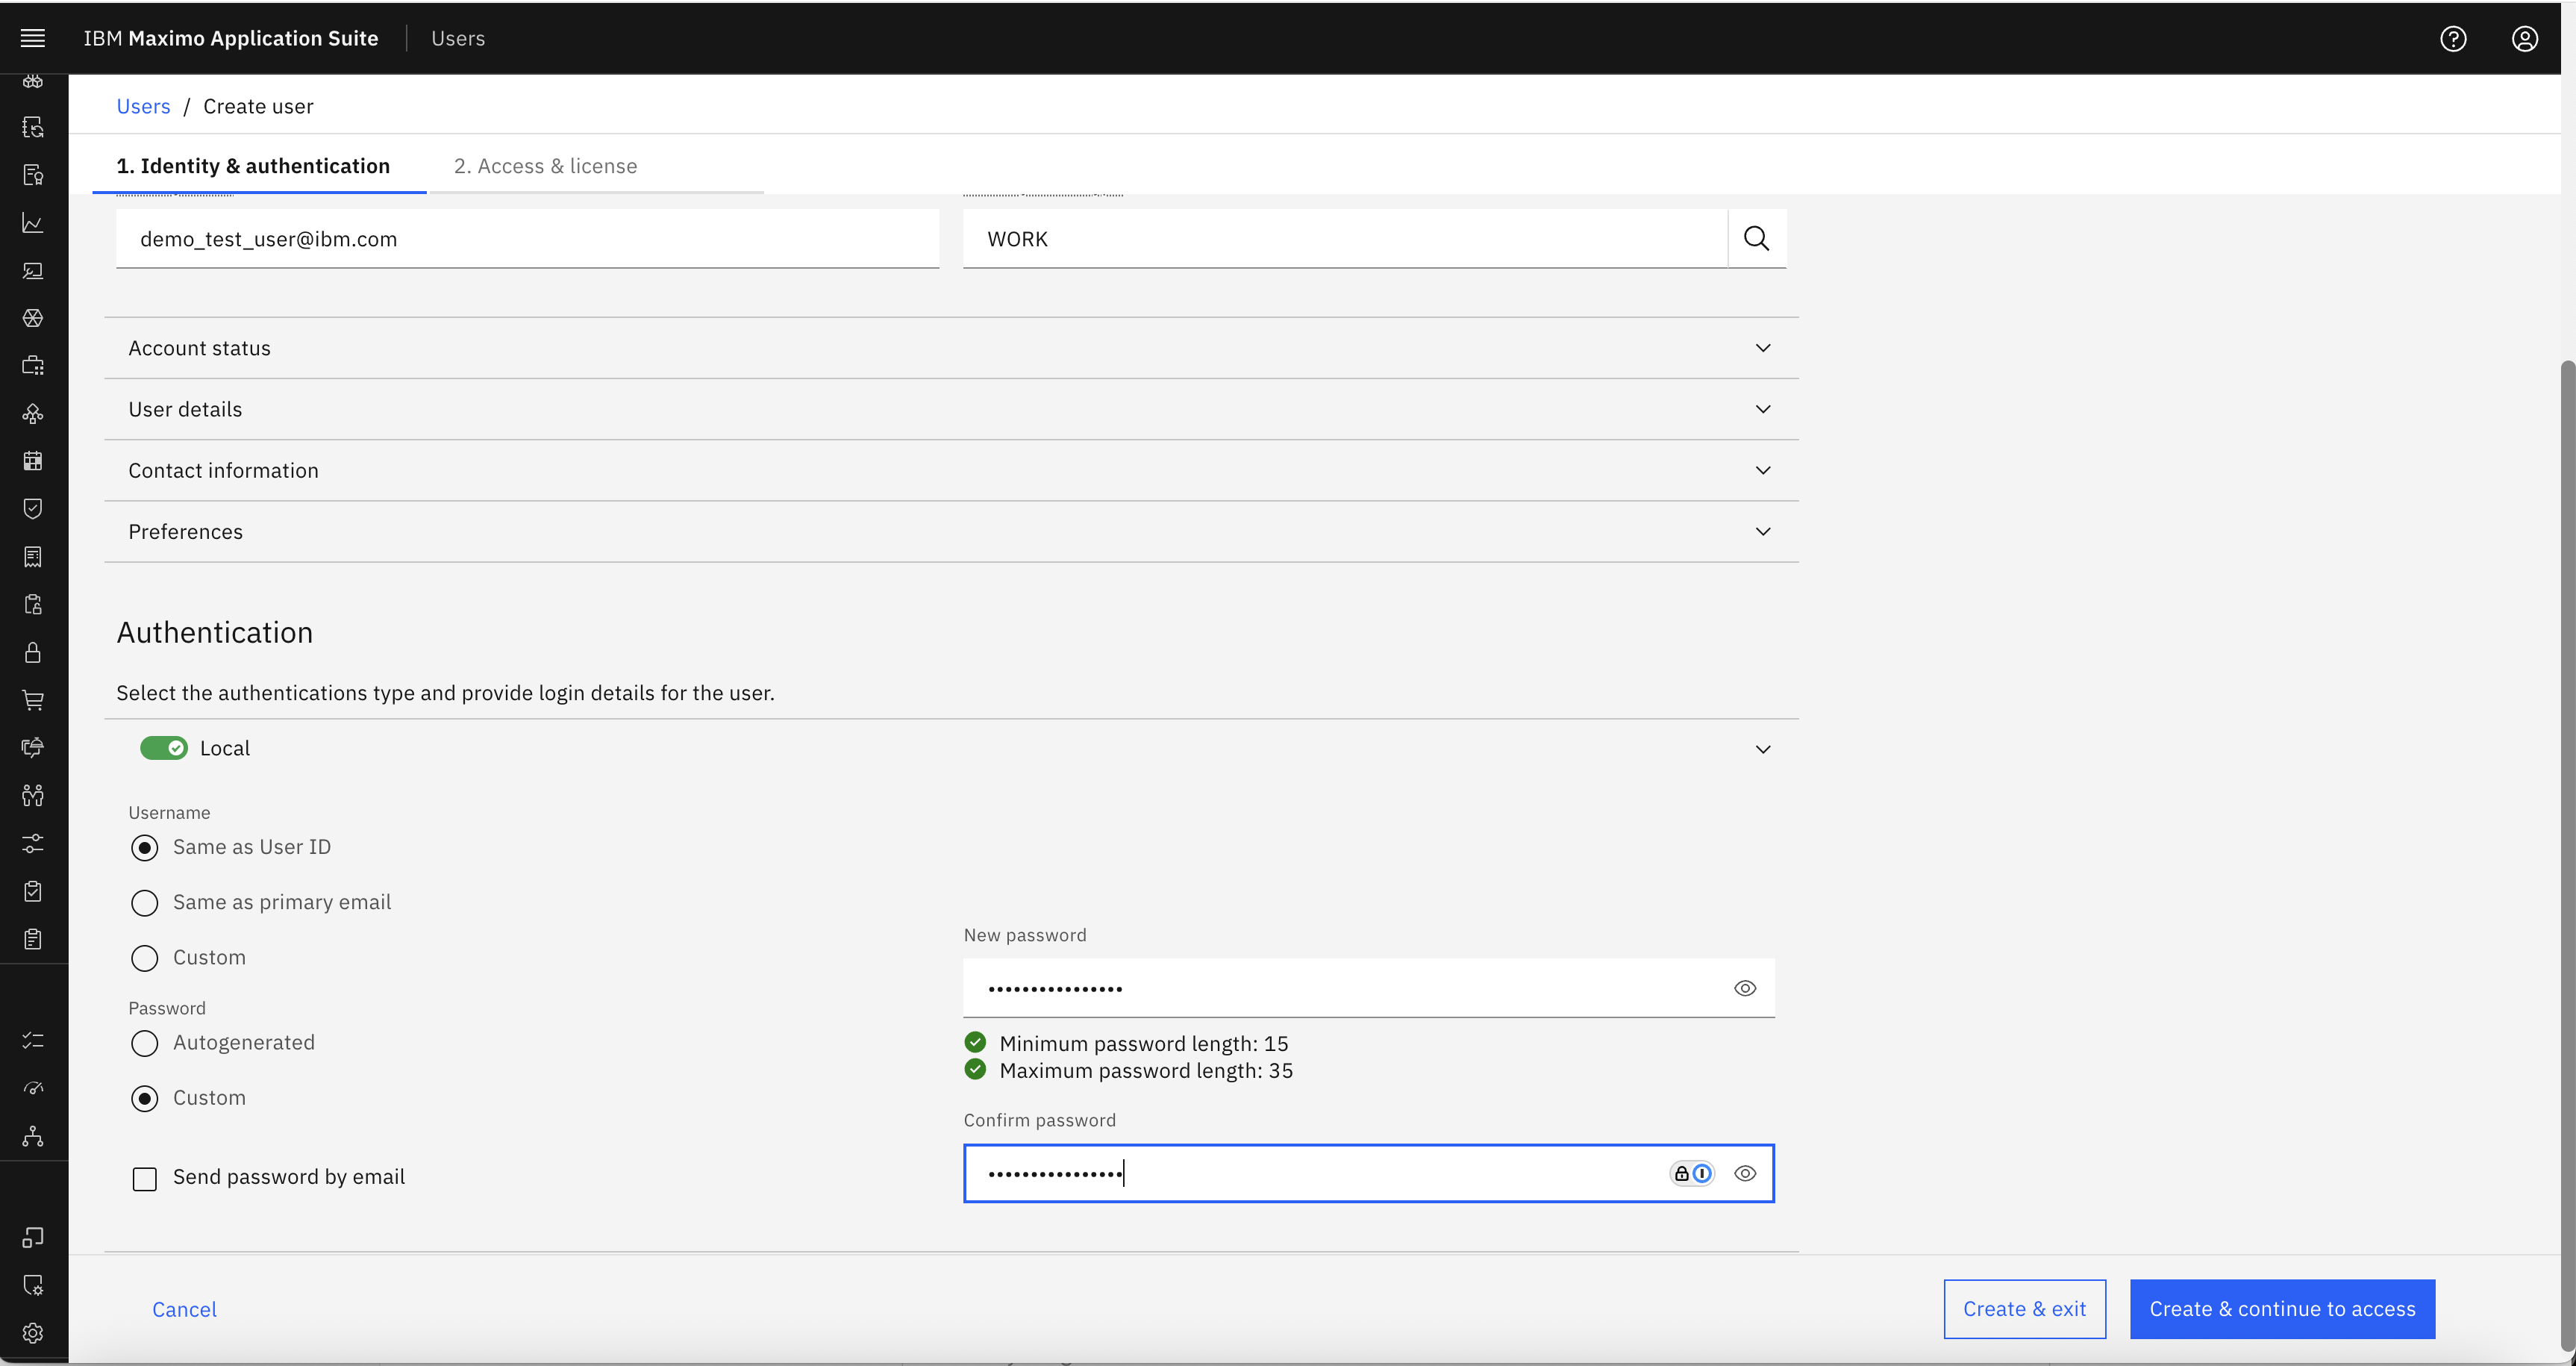 IBM Maximo Application Suite | Users
Users / Create user
1. Identity & authentication
2. Access & license
demo_test_user@ibm.com
WORK
Account status
User details
Contact information
Preferences
Authentication
Select the authentications type and provide login details for the user.
Local
Username
Same as User ID
Same as primary email
Custom
Password
Autogenerated
Custom
Send password by email
New password
••••••••••••••••
Minimum password length: 15
Maximum password length: 35
Confirm password
••••••••••••••••
Cancel
Create & exit
Create & continue to access